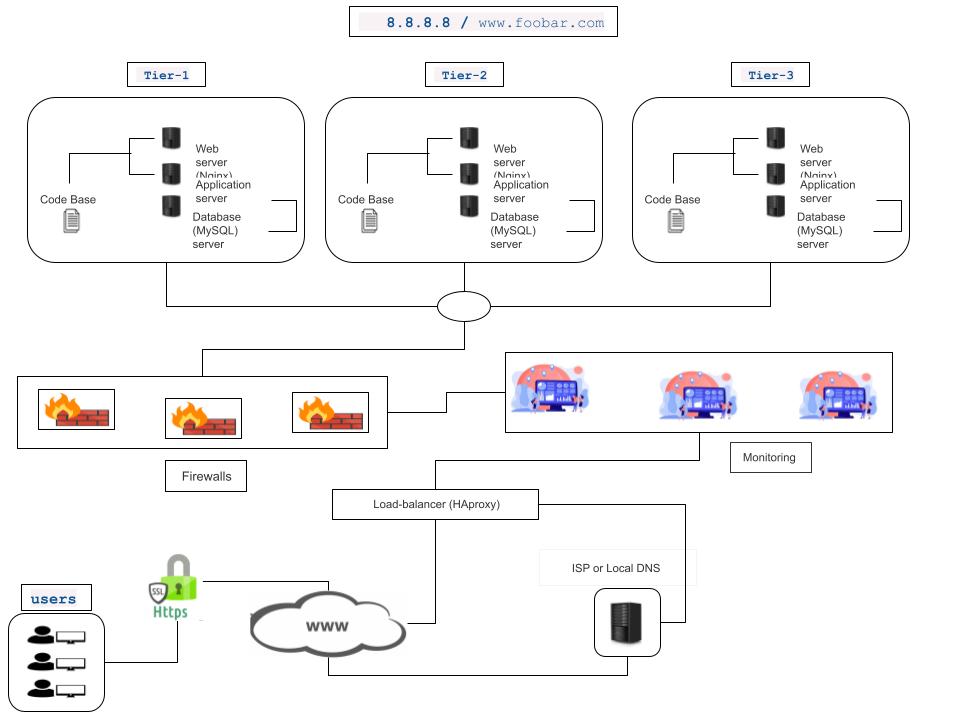 8.8.8.8 / www.foobar.com
Tier-1
Tier-2
Tier-3
Web
server
(Nginx)
Application
server
Code Base
Database
(MySQL)
server
Web
server
(Nginx)
Application
server
Code Base
Database
(MySQL)
server
Web
server
(Nginx)
Application
server
Code Base
Database
(MySQL)
server
Firewalls
Monitoring
Load-balancer (HAproxy)
ISP or Local DNS
SSL
Https
users
www